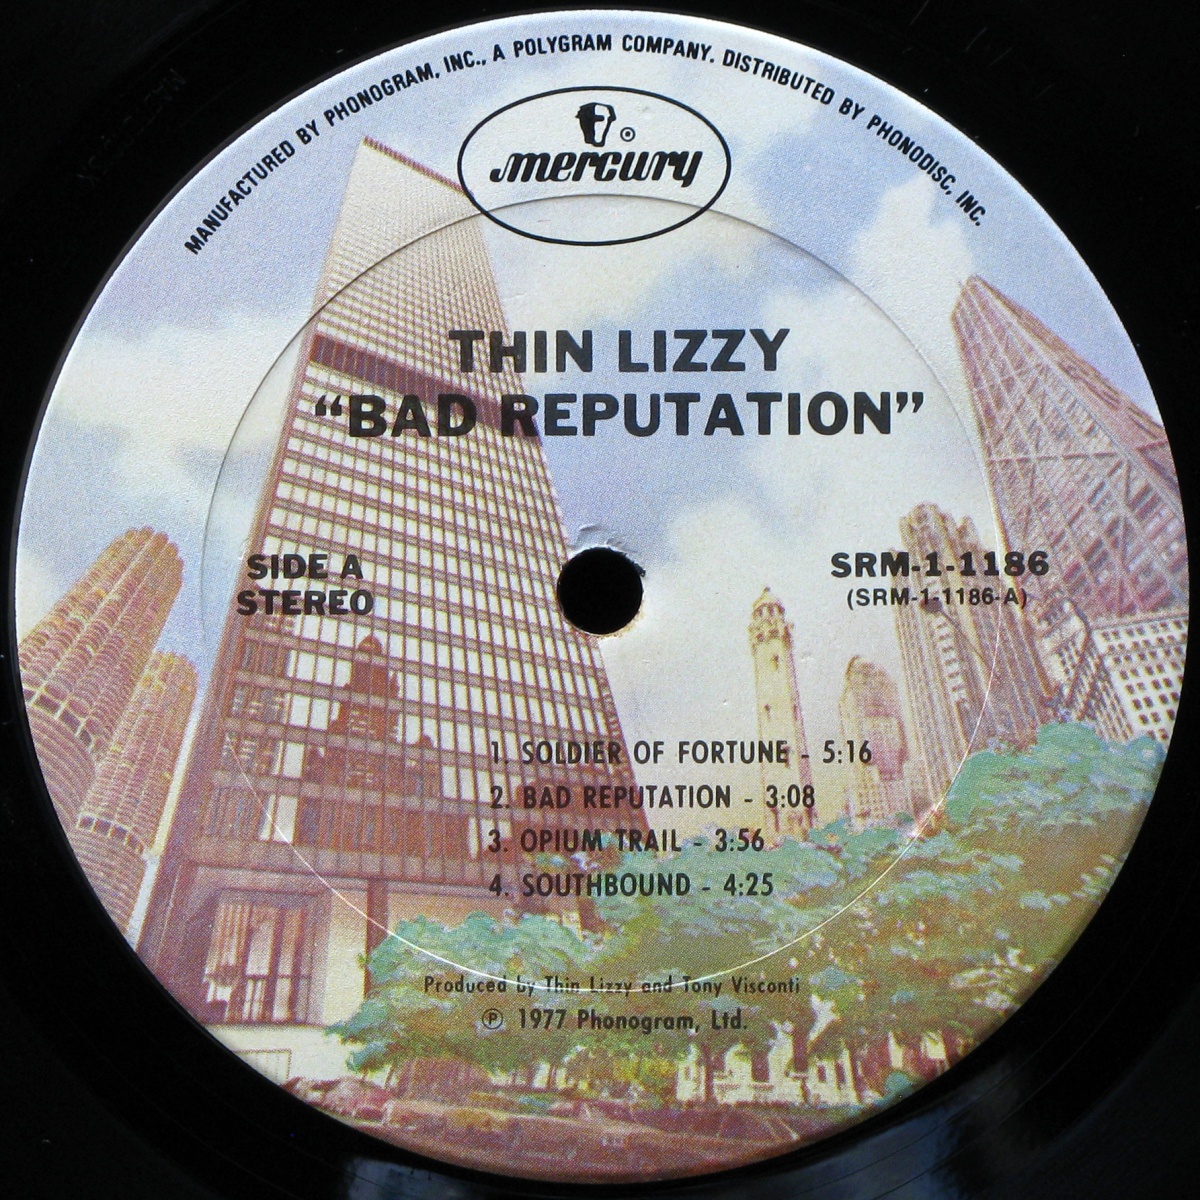 MANUFACTURED BY PHONOGRAM, INC., A POLYGRAM COMPANY. DISTRIBUTED BY PHONODISC, INC.
mercury
THIN LIZZY
“BAD REPUTATION”
SIDE A
STEREO
SRM-1-1186
(SRM-1-1186-A)
1. SOLDIER OF FORTUNE - 5:16
2. BAD REPUTATION - 3:08
3. OPIUM TRAIL - 3:56
4. SOUTHBOUND - 4:25
Produced by Thin Lizzy and Tony Visconti
℗ 1977 Phonogram, Ltd.